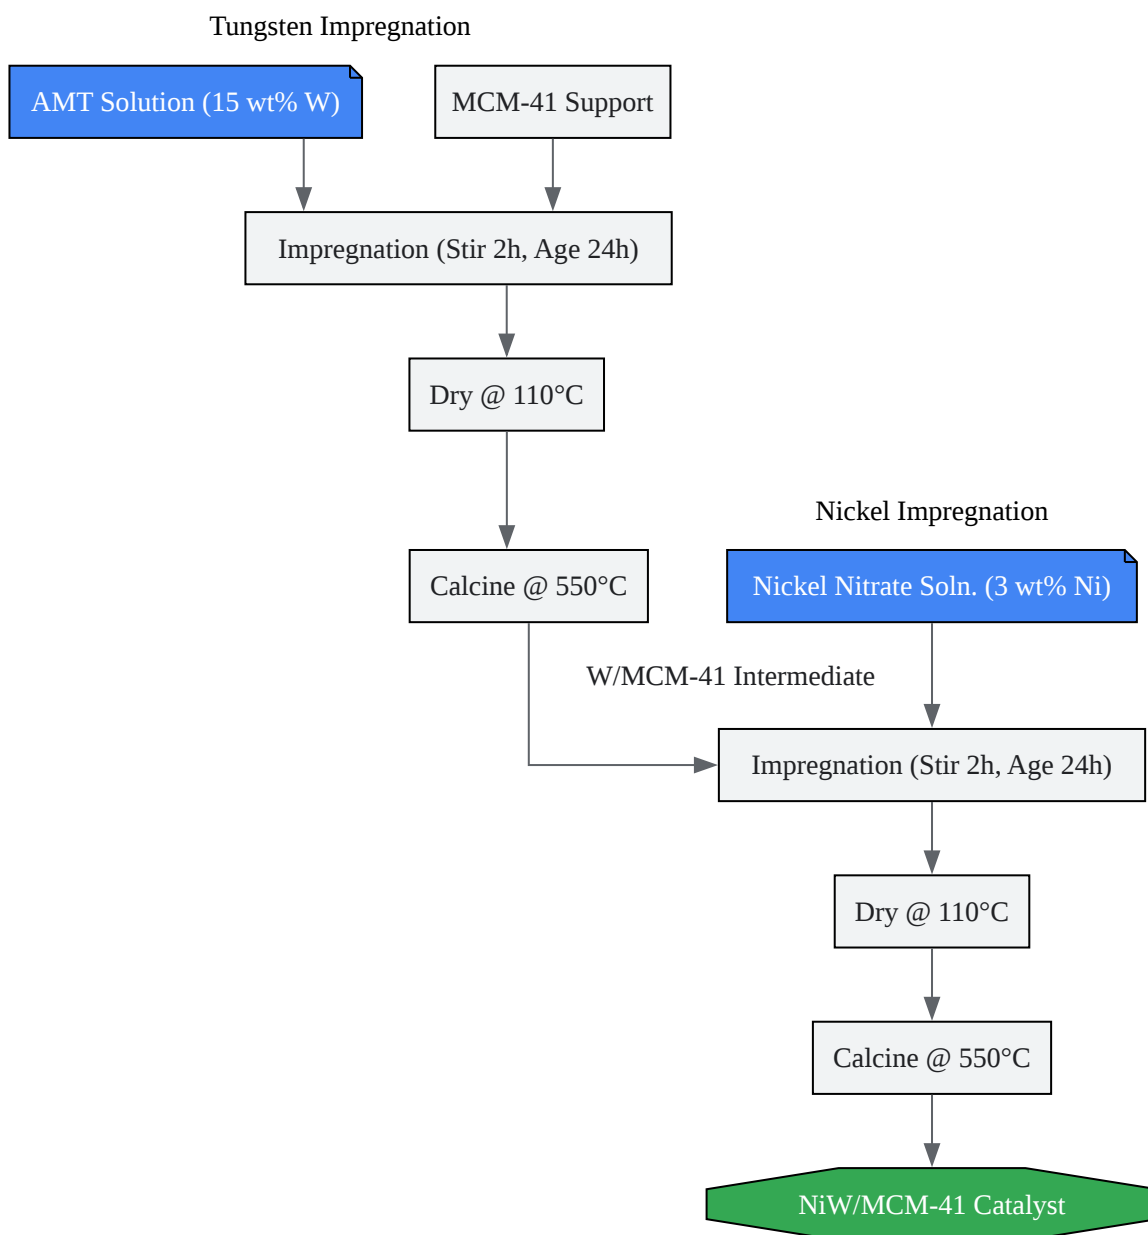 Tungsten Impregnation
AMT Solution (15 wt% W)
MCM-41 Support
Impregnation (Stir 2h, Age 24h)
Dry @ 110°C
Calcine @ 550°C
Nickel Impregnation
Nickel Nitrate Soln. (3 wt% Ni)
W/MCM-41 Intermediate
Impregnation (Stir 2h, Age 24h)
Dry @ 110°C
Calcine @ 550°C
NiW/MCM-41 Catalyst